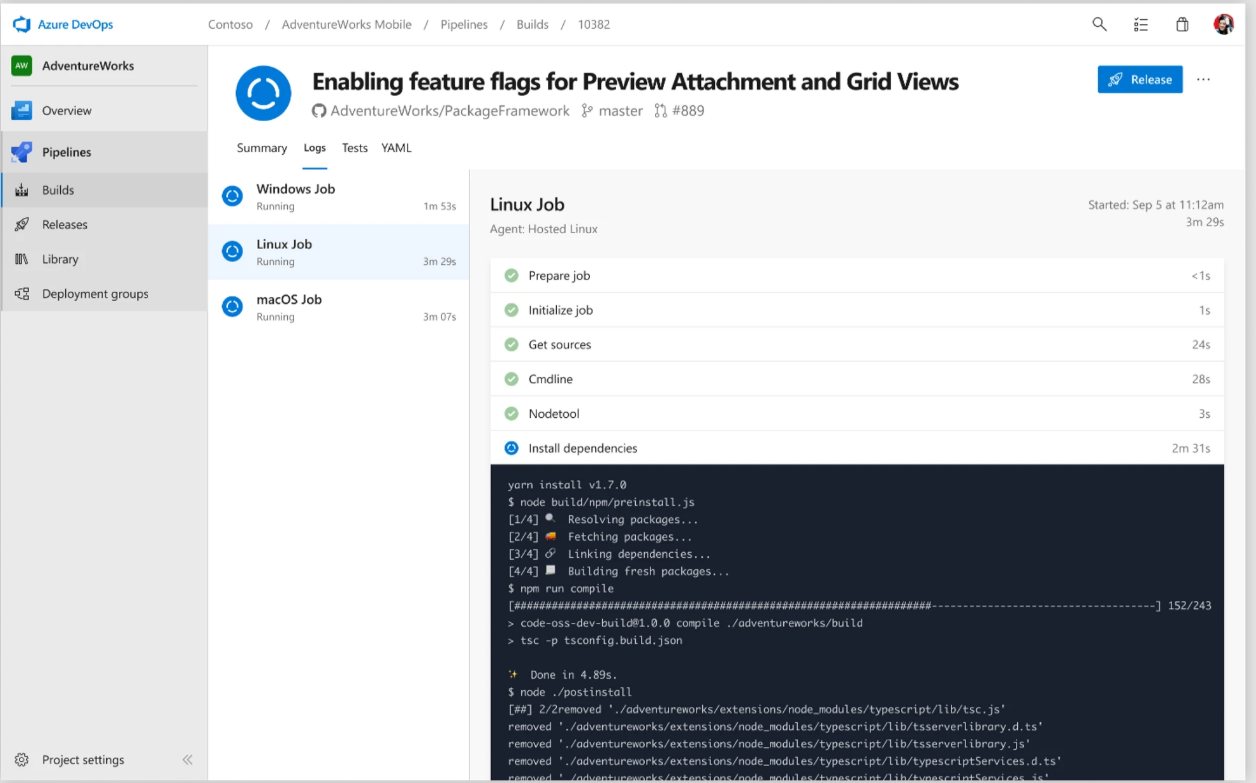 Azure DevOps
Contoso / AdventureWorks Mobile / Pipelines / Builds / 10382
AW AdventureWorks
Overview
Pipelines
Builds
Releases
Library
Deployment groups
Project settings
Enabling feature flags for Preview Attachment and Grid Views
Release
AdventureWorks/PackageFramework master #889
Summary Logs Tests YAML
Windows Job
Running 1m 53s
Linux Job
Running 3m 29s
macOS Job
Running 3m 07s
Linux Job
Agent: Hosted Linux
Started: Sep 5 at 11:12am
3m 29s
Prepare job <1s
Initialize job 1s
Get sources 24s
Cmdline 28s
Nodetool 3s
Install dependencies 2m 31s
yarn install v1.7.0
$ node build/npm/preinstall.js
[1/4] 🔍 Resolving packages...
[2/4] 🚚 Fetching packages...
[3/4] 🔗 Linking dependencies...
[4/4] 📃 Building fresh packages...
$ npm run compile
[###################################################################------------------------------------] 152/243
> code-oss-dev-build@1.0.0 compile ./adventureworks/build
> tsc -p tsconfig.build.json
✨ Done in 4.89s.
$ node ./postinstall
[##] 2/2removed './adventureworks/extensions/node_modules/typescript/lib/tsc.js'
removed './adventureworks/extensions/node_modules/typescript/lib/tsserverlibrary.d.ts'
removed './adventureworks/extensions/node_modules/typescript/lib/tsserverlibrary.js'
removed './adventureworks/extensions/node_modules/typescript/lib/typescriptServices.d.ts'
removed './adventureworks/extensions/node_modules/typescript/lib/typescriptServices.js'